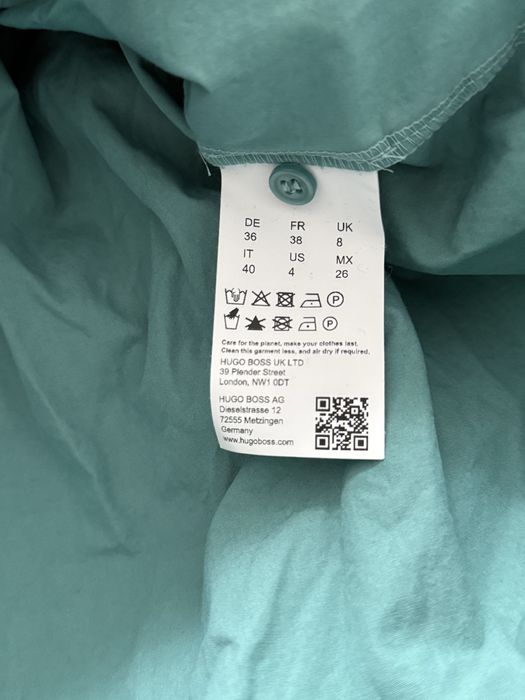 DE FR UK
36 38 8
IT US MX
40 4 26
P
P
Care for the planet, make your clothes last.
Clean this garment less, and air dry if required.
HUGO BOSS UK LTD
39 Plender Street
London, NW1 0DT
HUGO BOSS AG
Dieselstrasse 12
72555 Metzingen
Germany
www.hugoboss.com